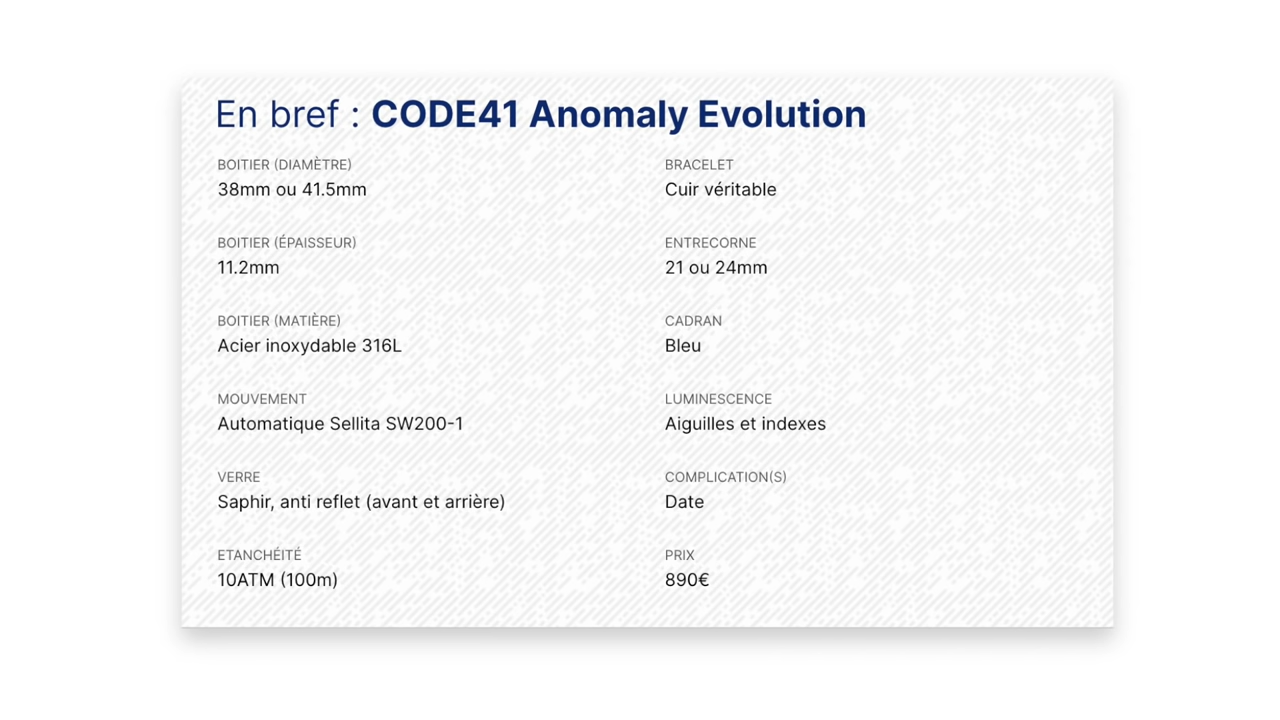 En bref : CODE41 Anomaly Evolution
BOITIER (DIAMÈTRE)
38mm ou 41.5mm
BOITIER (ÉPAISSEUR)
11.2mm
BOITIER (MATIÈRE)
Acier inoxydable 316L
MOUVEMENT
Automatique Sellita SW200-1
VERRE
Saphir, anti reflet (avant et arrière)
ETANCHÉITÉ
10ATM (100m)
BRACELET
Cuir véritable
ENTRECORNE
21 ou 24mm
CADRAN
Bleu
LUMINESCENCE
Aiguilles et indexes
COMPLICATION(S)
Date
PRIX
890€